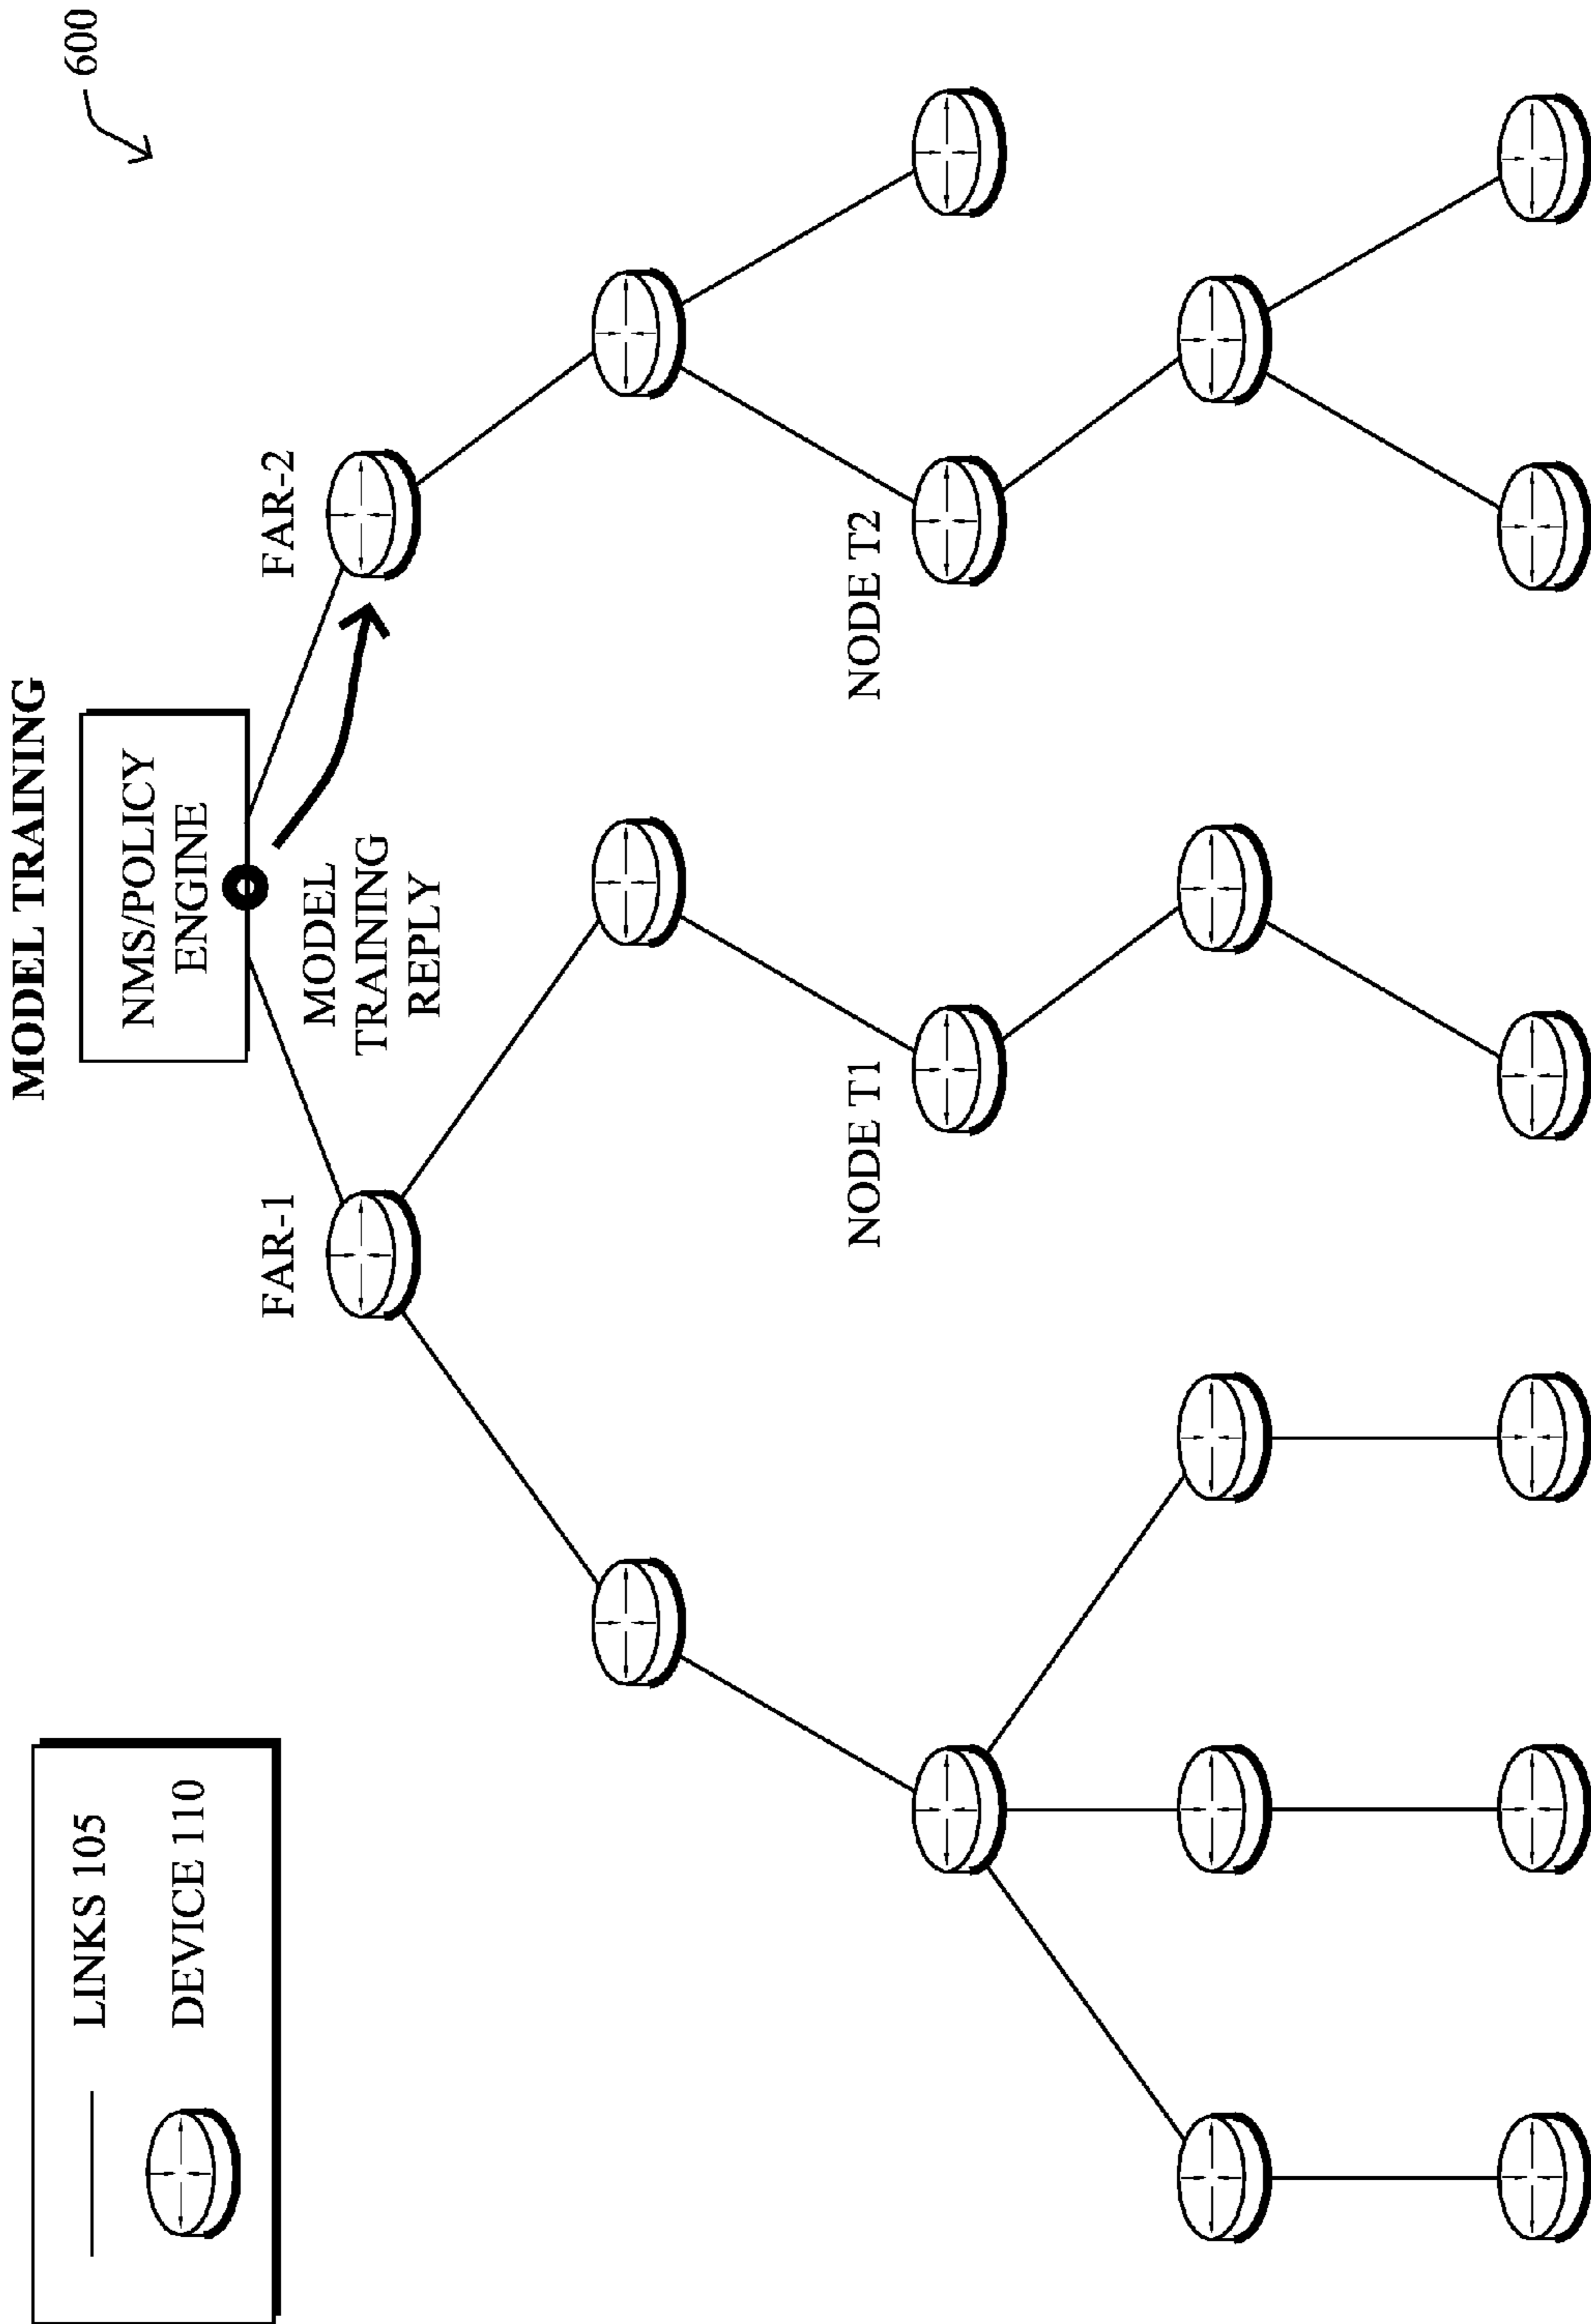 LINKS 105
DEVICE 110
MODEL TRAINING
600
NMS/POLICY
ENGINE
FAR-1
MODEL
TRAINING
REPLY
FAR-2
NODE T1
NODE T2